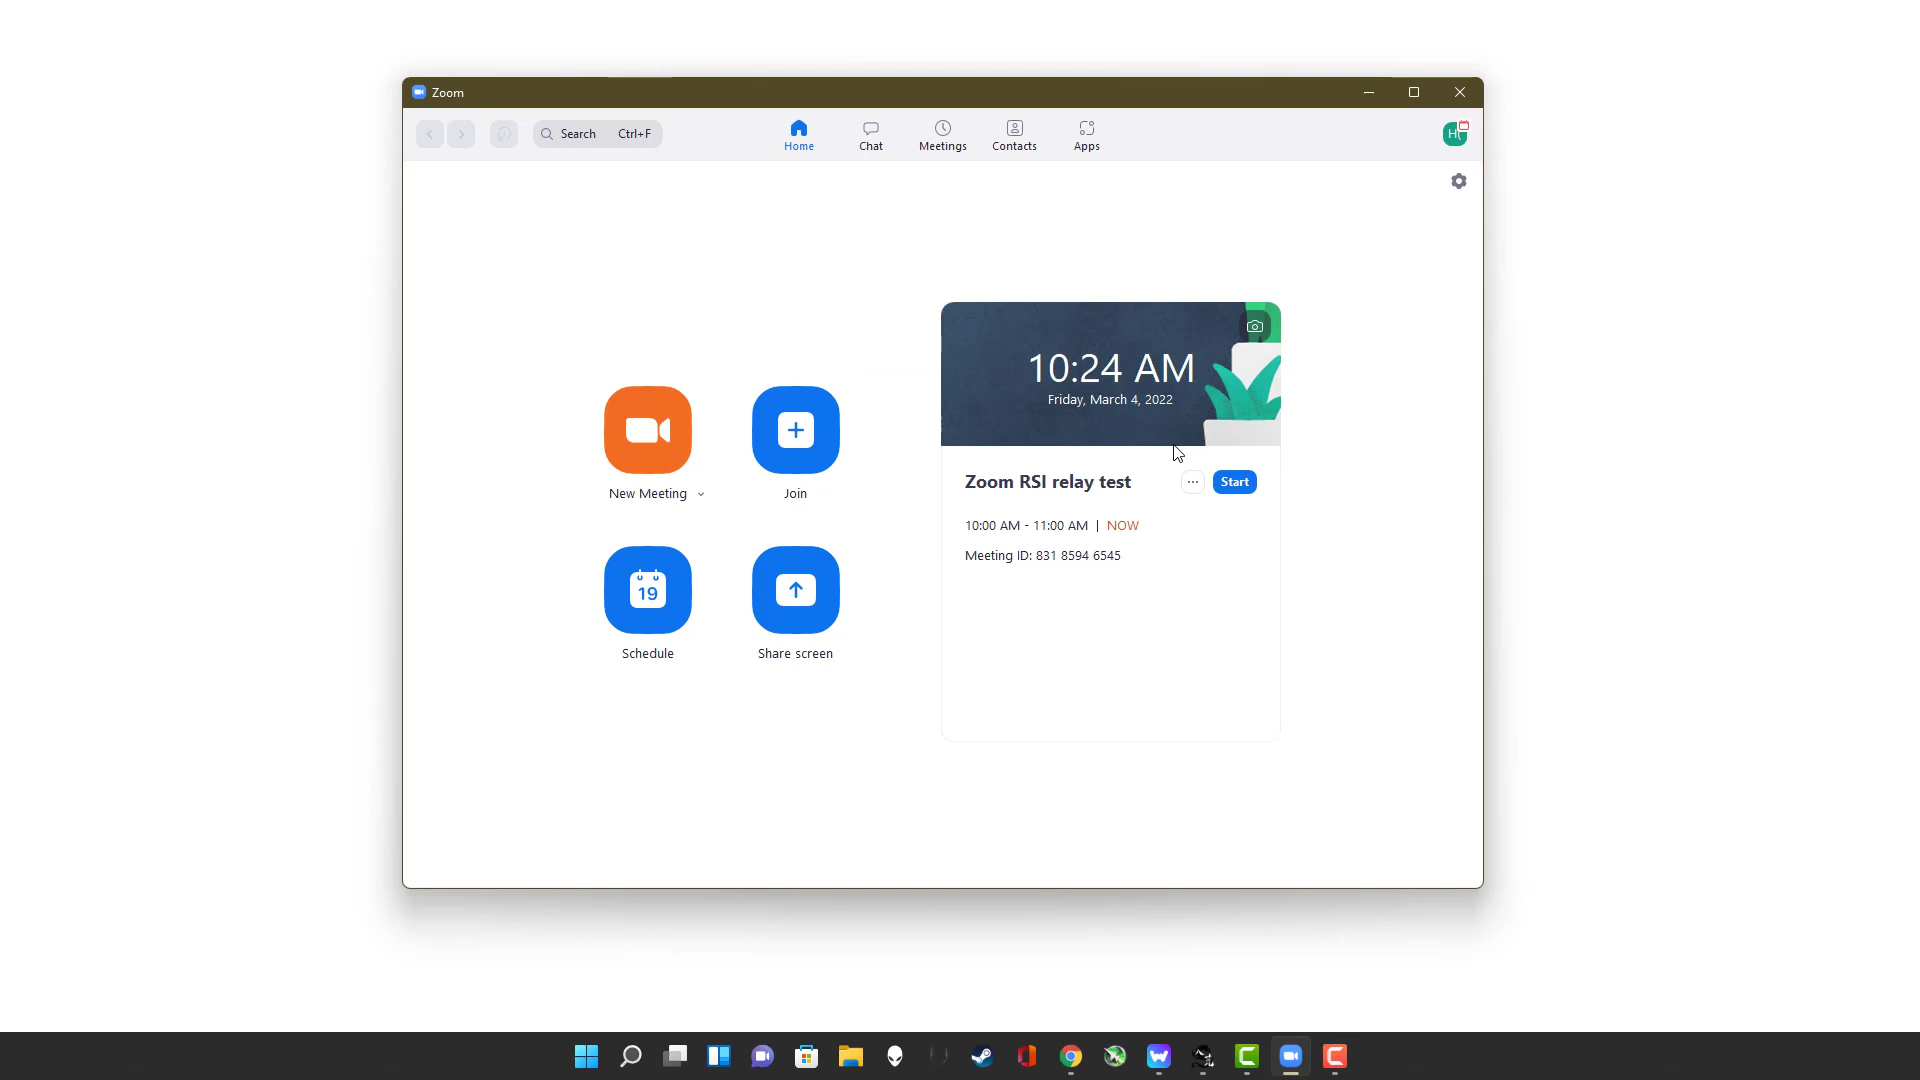 Zoom
Search Ctrl+F
Home
Chat
Meetings
Contacts
Apps
H(
10:24 AM
Friday, March 4, 2022
New Meeting
Join
19
Schedule
Share screen
Zoom RSI relay test
Start
10:00 AM - 11:00 AM | NOW
Meeting ID: 831 8594 6545